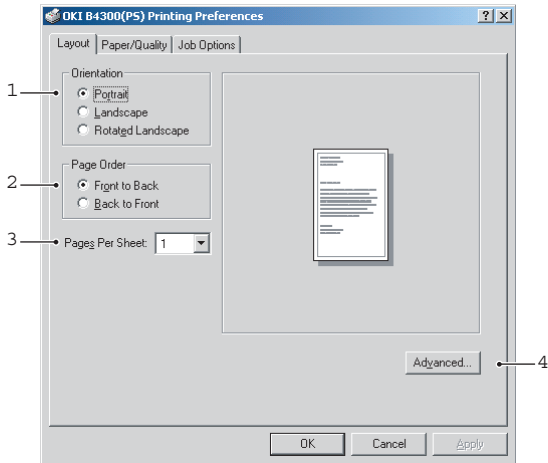 OKI B4300(PS) Printing Preferences
Layout Paper/Quality Job Options
Orientation
1
Portrait
Landscape
Rotated Landscape
Page Order
2
Front to Back
Back to Front
3
Pages Per Sheet: 1
Advanced...
4
OK Cancel Apply